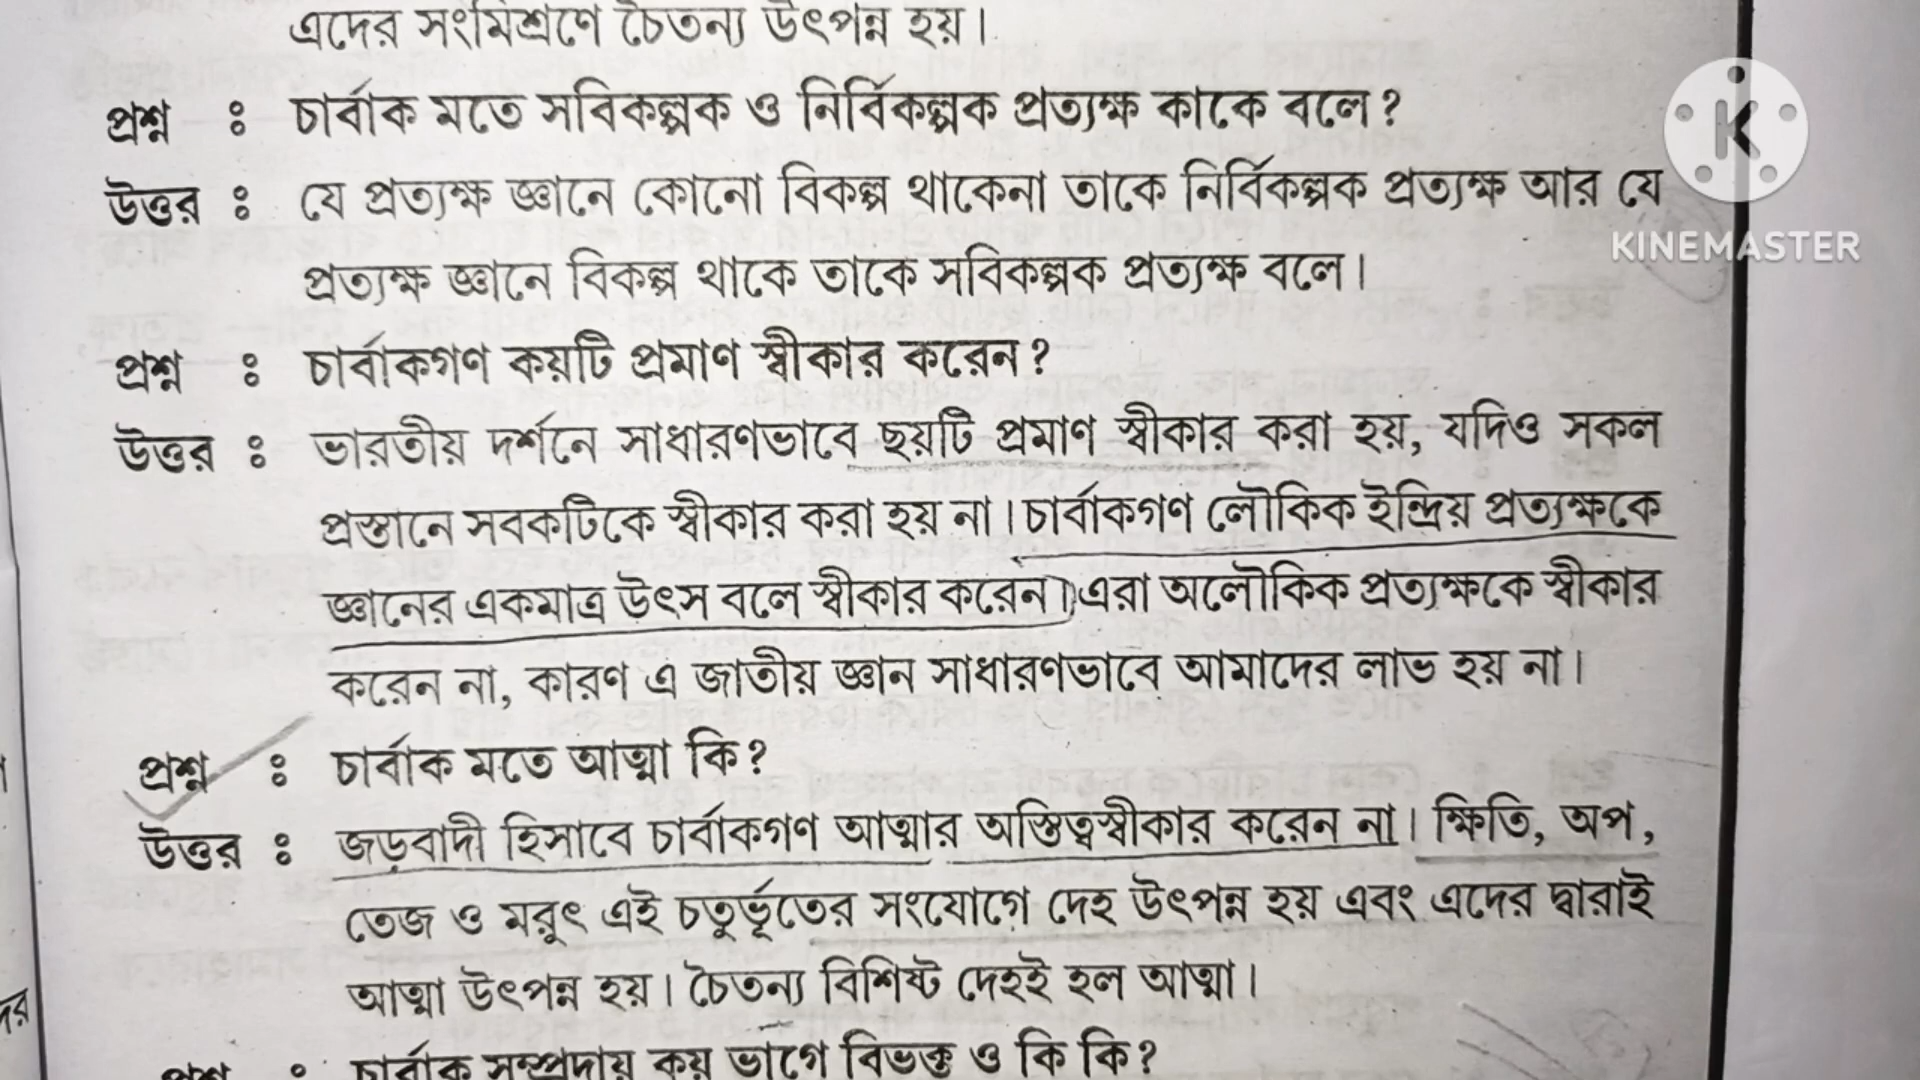 এদের সংমিশ্রণে চৈতন্য উৎপন্ন হয়।
প্রশ্ন : চার্বাক মতে সবিকল্পক ও নির্বিকল্পক প্রত্যক্ষ কাকে বলে?
উত্তর : যে প্রত্যক্ষ জ্ঞানে কোনো বিকল্প থাকেনা তাকে নির্বিকল্পক প্রত্যক্ষ আর যে
প্রত্যক্ষ জ্ঞানে বিকল্প থাকে তাকে সবিকল্পক প্রত্যক্ষ বলে।
প্রশ্ন : চার্বাকগণ কয়টি প্রমাণ স্বীকার করেন?
উত্তর : ভারতীয় দর্শনে সাধারণভাবে ছয়টি প্রমাণ স্বীকার করা হয়, যদিও সকল
প্রস্তানে সবকটিকে স্বীকার করা হয় না। চার্বাকগণ লৌকিক ইন্দ্রিয় প্রত্যক্ষকে
জ্ঞানের একমাত্র উৎস বলে স্বীকার করেন। এরা অলৌকিক প্রত্যক্ষকে স্বীকার
করেন না, কারণ এ জাতীয় জ্ঞান সাধারণভাবে আমাদের লাভ হয় না।
প্রশ্ন : চার্বাক মতে আত্মা কি?
উত্তর : জড়বাদী হিসাবে চার্বাকগণ আত্মার অস্তিত্বস্বীকার করেন না। ক্ষিতি, অপ,
তেজ ও মরুৎ এই চতুর্ভূতের সংযোগে দেহ উৎপন্ন হয় এবং এদের দ্বারাই
আত্মা উৎপন্ন হয়। চৈতন্য বিশিষ্ট দেহই হল আত্মা।
প্রশ্ন : চার্বাক সম্প্রদায় কয় ভাগে বিভক্ত ও কি কি?
KINEMASTER